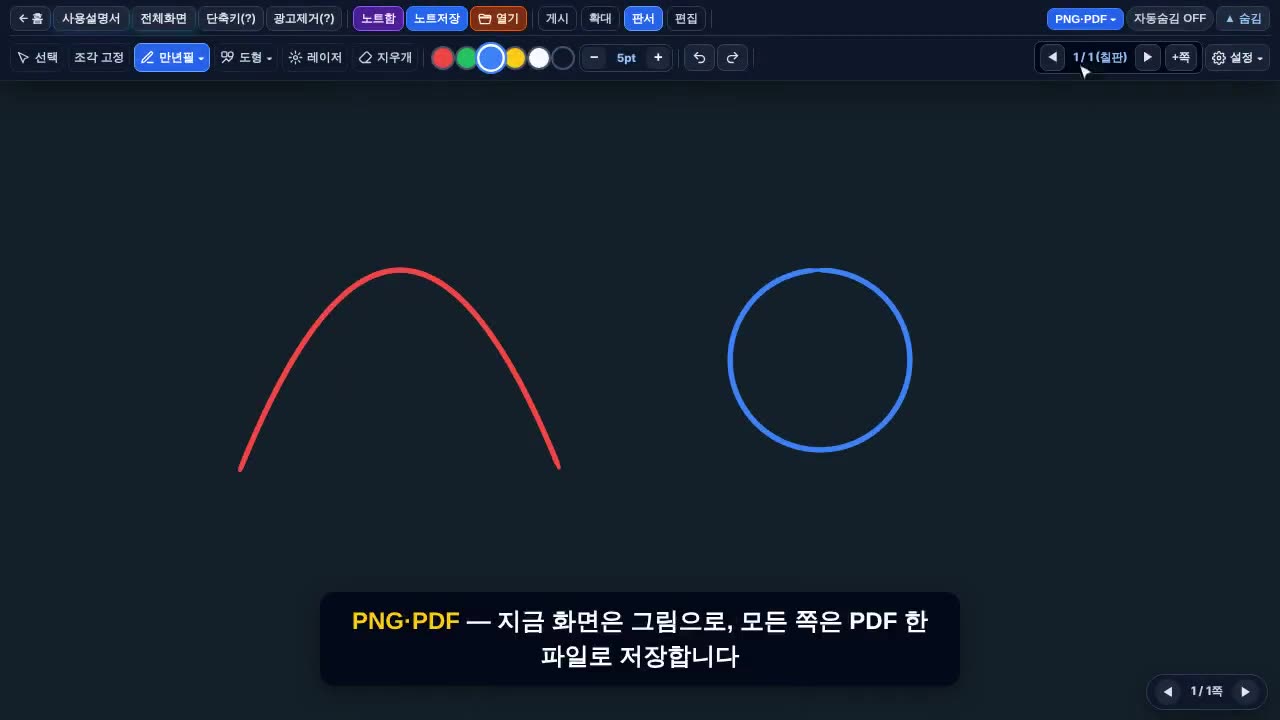 ← 홈 사용설명서 전체화면 단축키(?) 광고제거(?) 노트함 노트저장 열기 게시 확대 판서 편집 PNG·PDF 자동숨김 OFF ▲ 숨김
선택 조각 고정 만년필 도형 레이저 지우개 − 5pt + ◀ 1/1(칠판) ▶ +쪽 설정
PNG·PDF — 지금 화면은 그림으로, 모든 쪽은 PDF 한
파일로 저장합니다
◀ 1/1쪽 ▶